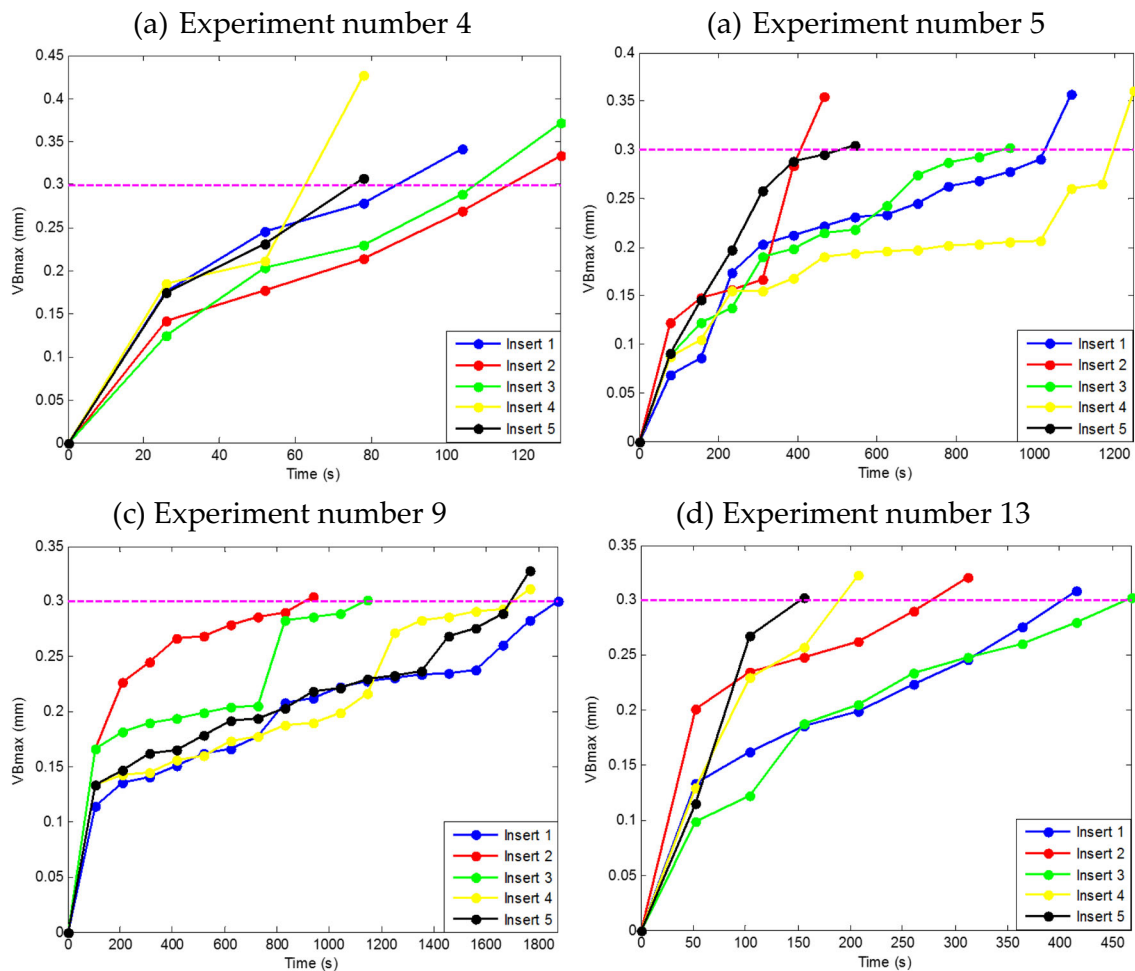 (a) Experiment number 4
0.45
0.4
0.35
0.3
0.25
0.2
0.15
0.1
0.05
0
VBmax (mm)
0 20 40 60 80 100 120
Time (s)
Insert 1
Insert 2
Insert 3
Insert 4
Insert 5
(a) Experiment number 5
0.4
0.35
0.3
0.25
0.2
0.15
0.1
0.05
0
VBmax (mm)
0 200 400 600 800 1000 1200
Time (s)
Insert 1
Insert 2
Insert 3
Insert 4
Insert 5
(c) Experiment number 9
0.35
0.3
0.25
0.2
0.15
0.1
0.05
0
VBmax (mm)
0 200 400 600 800 1000 1200 1400 1600 1800
Time (s)
Insert 1
Insert 2
Insert 3
Insert 4
Insert 5
(d) Experiment number 13
0.35
0.3
0.25
0.2
0.15
0.1
0.05
0
VBmax (mm)
0 50 100 150 200 250 300 350 400 450
Time (s)
Insert 1
Insert 2
Insert 3
Insert 4
Insert 5